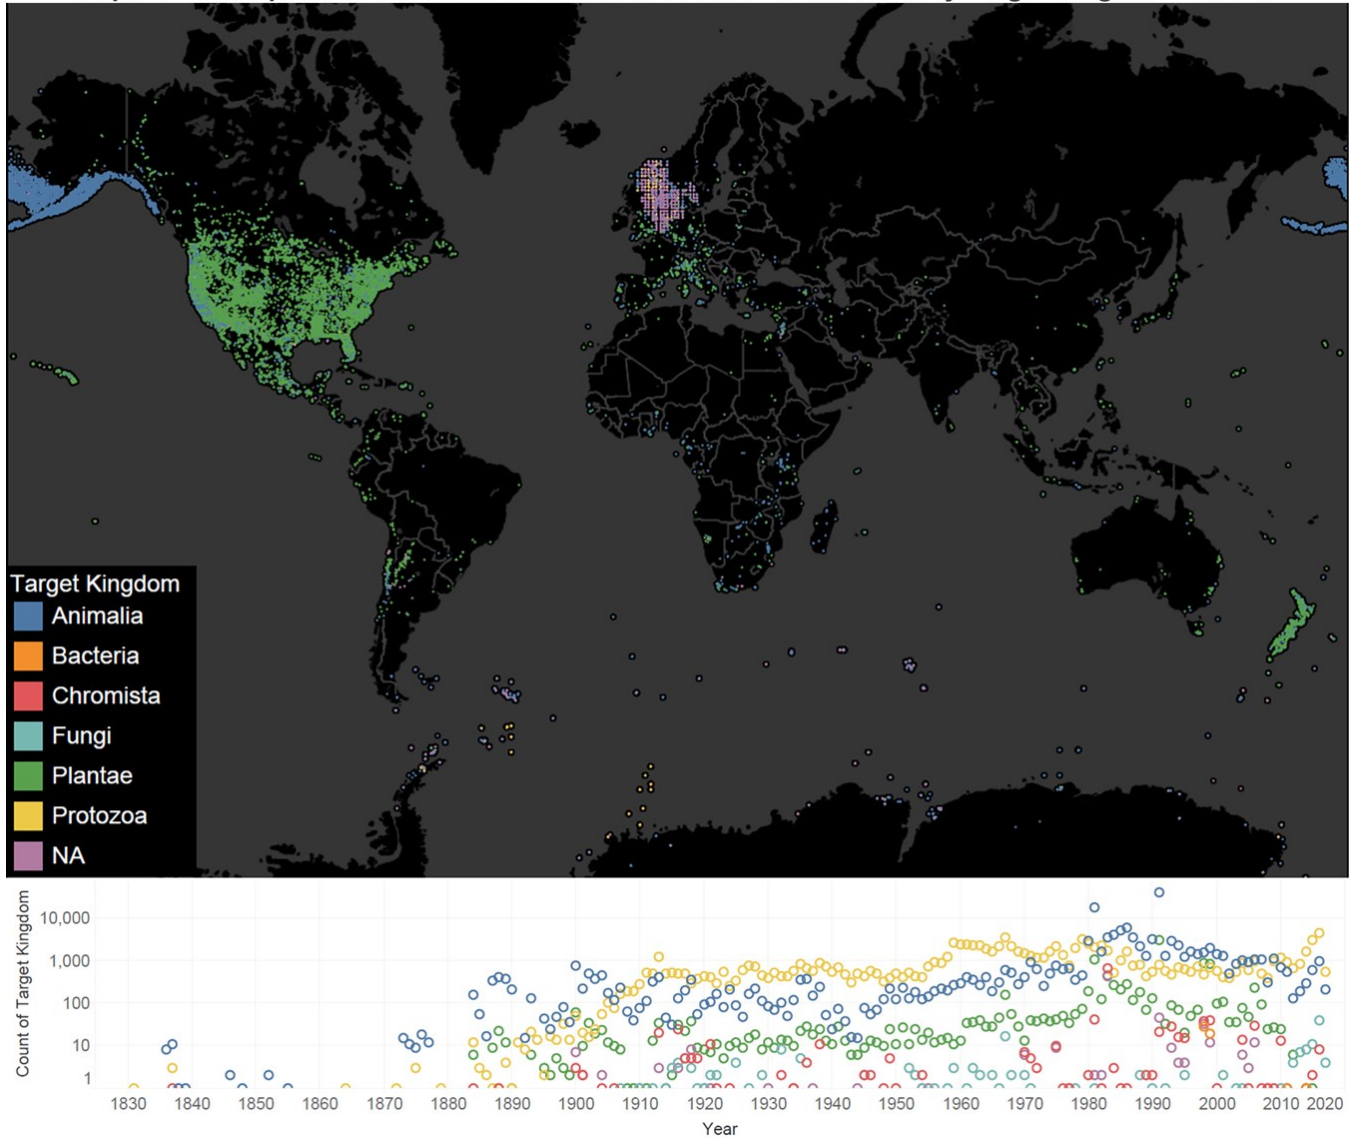 Target Kingdom
Animalia
Bacteria
Chromista
Fungi
Plantae
Protozoa
NA
Count of Target Kingdom
10,000
1,000
100
10
1
1830 1840 1850 1860 1870 1880 1890 1900 1910 1920 1930 1940 1950 1960 1970 1980 1990 2000 2010 2020
Year